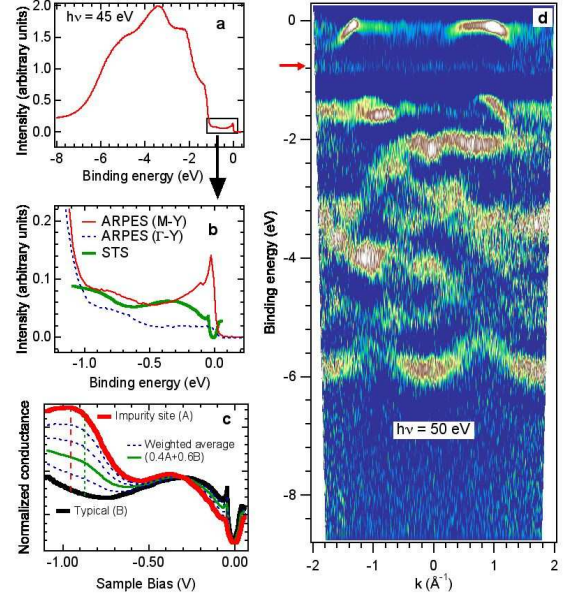 a
hν = 45 eV
Intensity (arbitrary units)
2.0
1.5
1.0
0.5
0.0
-8
-6
-4
-2
0
Binding energy (eV)
b
ARPES (M-Y)
ARPES (Γ-Y)
STS
Intensity (arbitrary units)
0.2
0.1
0.0
-1.0
-0.5
0.0
Binding energy (eV)
c
Impurity site (A)
Weighted average
(0.4A+0.6B)
Typical (B)
Normalized conductance
-1.00
-0.50
0.00
Sample Bias (V)
d
hν = 50 eV
Binding energy (eV)
0
-2
-4
-6
-8
-2
-1
0
1
2
k (Å⁻¹)